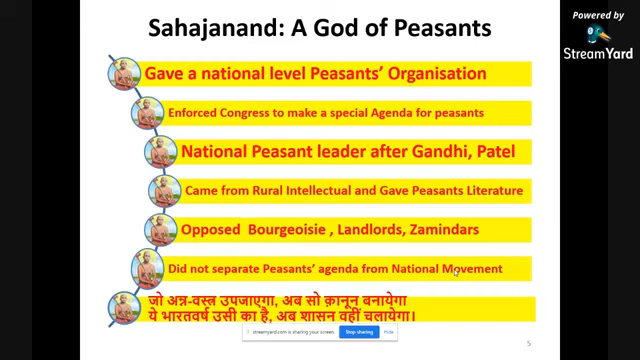 Sahajanand: A God of Peasants
Powered by
StreamYard
Gave a national level Peasants' Organisation
Enforced Congress to make a special Agenda for peasants
National Peasant leader after Gandhi, Patel
Came from Rural Intellectual and Gave Peasants Literature
Opposed Bourgeoisie , Landlords, Zamindars
Did not separate Peasants' agenda from National Movement
जो अन्न-वस्त्र उपजाएगा, अब सो क़ानून बनायेगा
ये भारतवर्ष उसी का है, अब शासन वहीं चलायेगा।
streamyard.com is sharing your screen. Stop sharing Hide
5